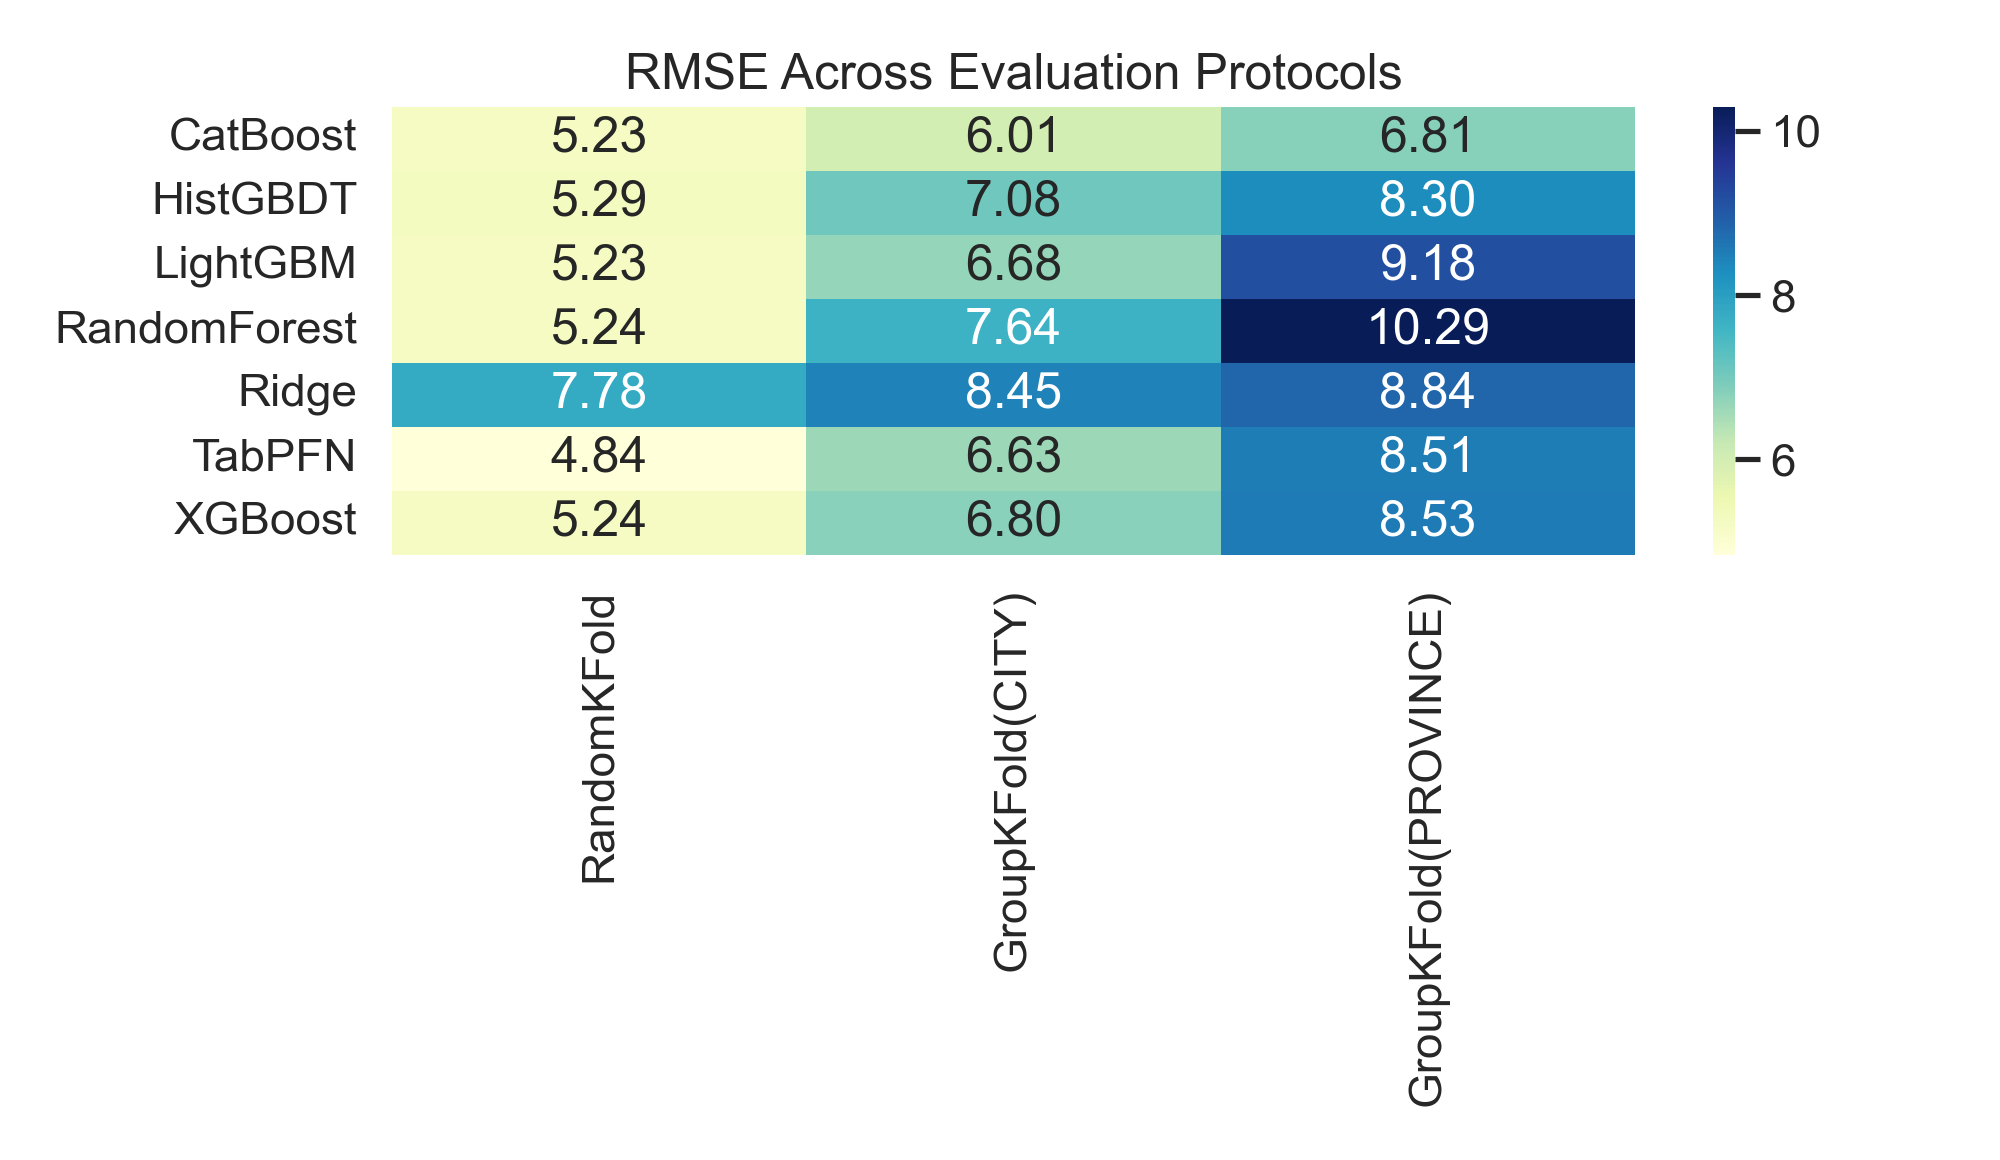 RMSE Across Evaluation Protocols
CatBoost 5.23 6.01 6.81 10
HistGBDT 5.29 7.08 8.30
LightGBM 5.23 6.68 9.18
RandomForest 5.24 7.64 10.29 8
Ridge 7.78 8.45 8.84
TabPFN 4.84 6.63 8.51 6
XGBoost 5.24 6.80 8.53
RandomKFold
GroupKFold(CITY)
GroupKFold(PROVINCE)